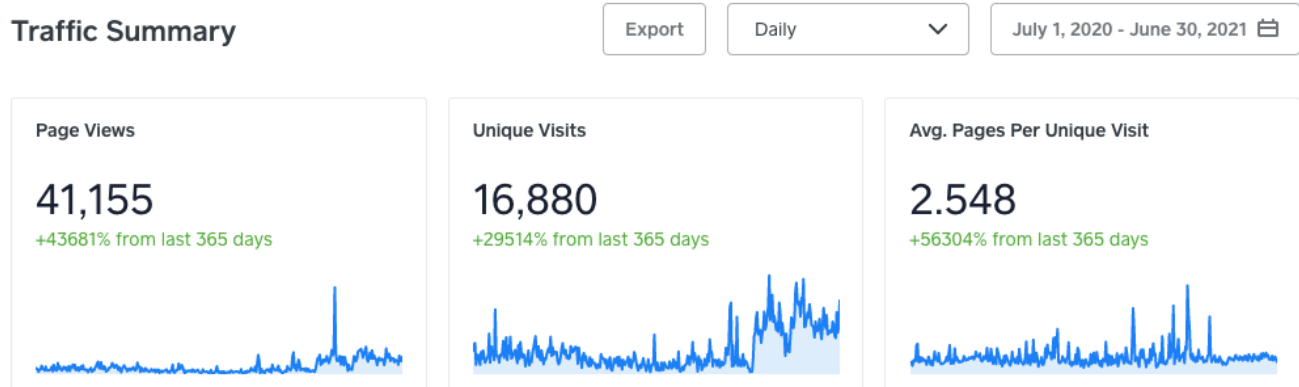 Traffic Summary
Export
Daily
July 1, 2020 - June 30, 2021
Page Views
41,155
+43681% from last 365 days
Unique Visits
16,880
+29514% from last 365 days
Avg. Pages Per Unique Visit
2.548
+56304% from last 365 days